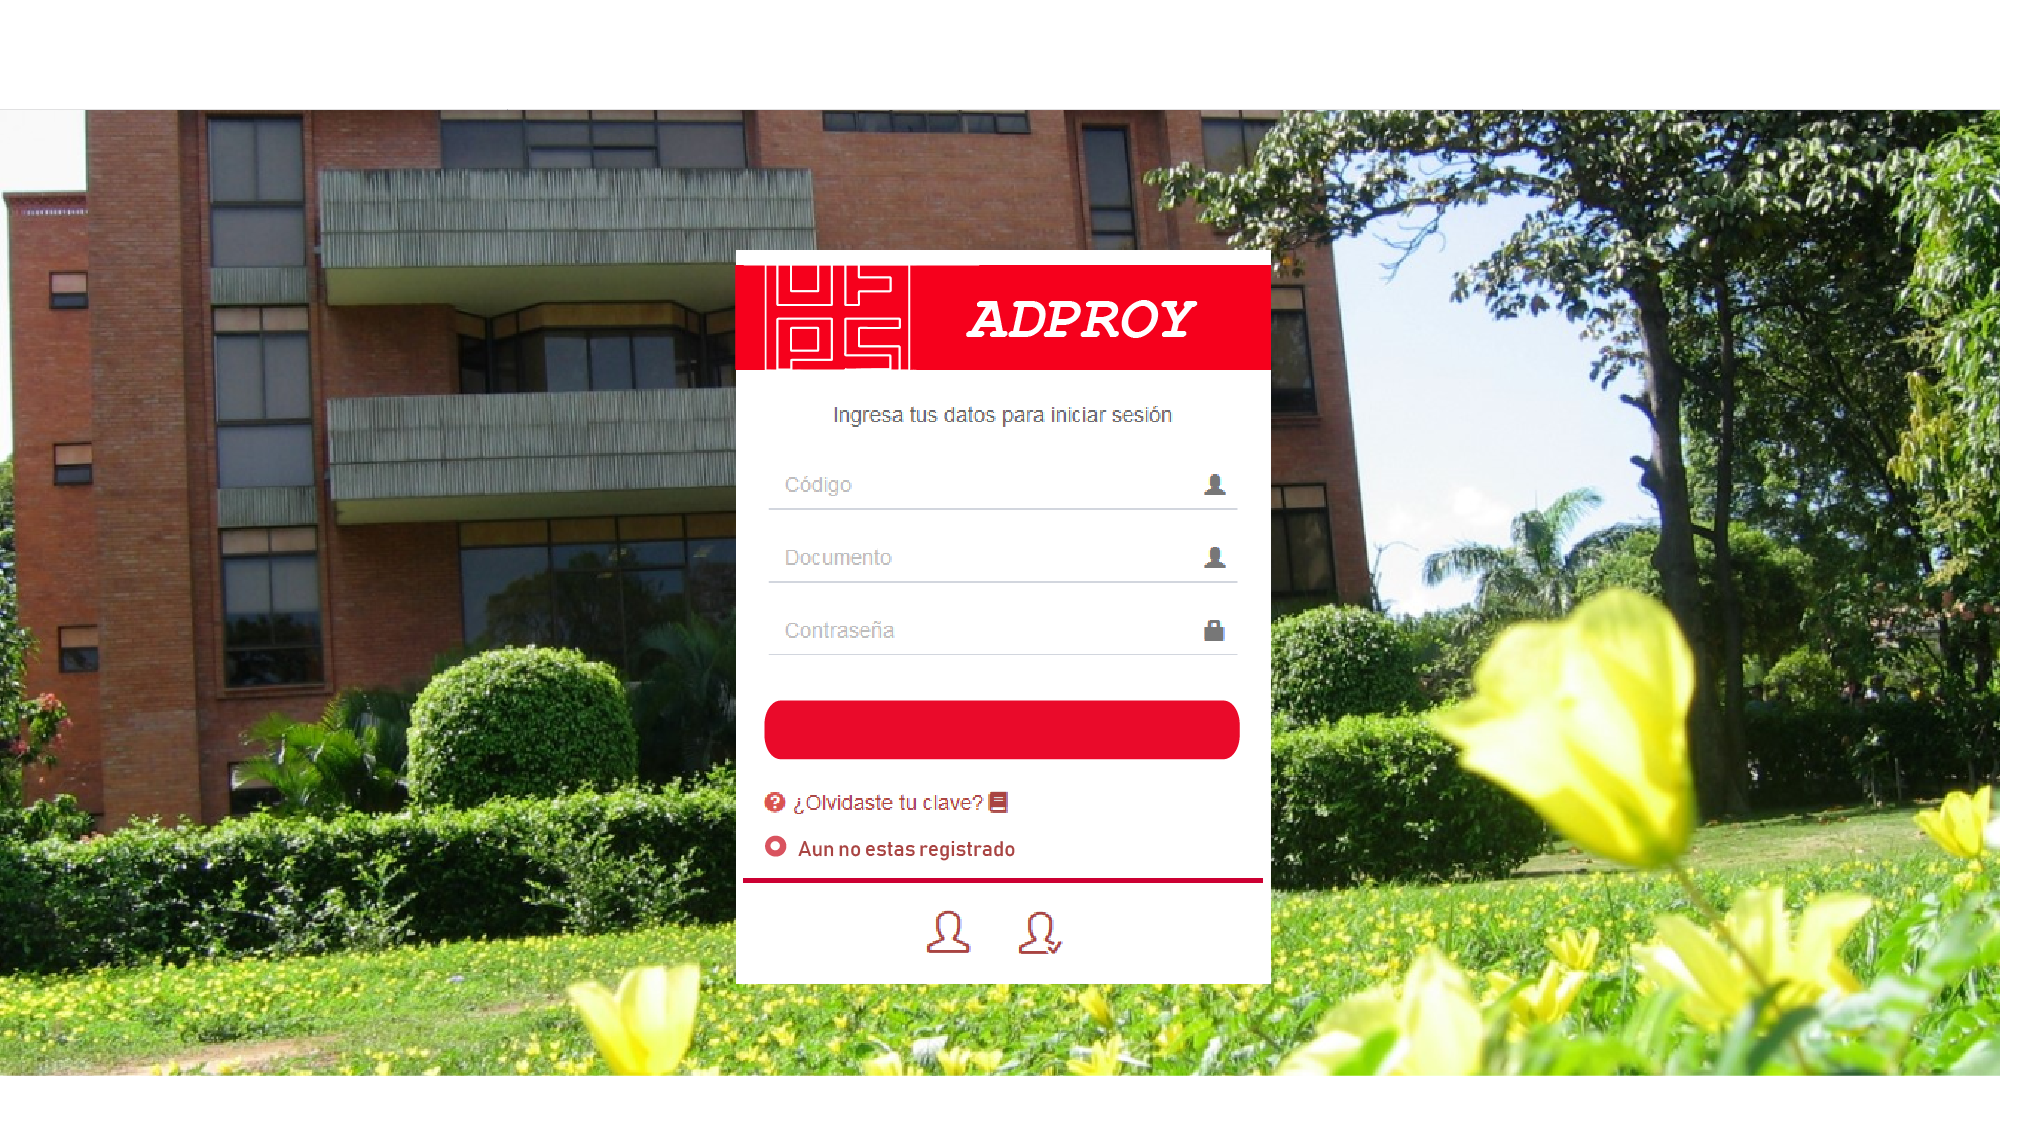 ADPROY
Ingresa tus datos para iniciar sesión
Código
Documento
Contraseña
¿Olvidaste tu clave?
Aun no estas registrado